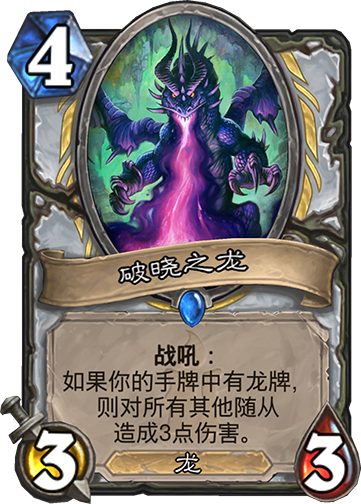 4
破晓之龙
战吼：
如果你的手牌中有龙牌，
则对所有其他随从
造成3点伤害。
龙
3
3